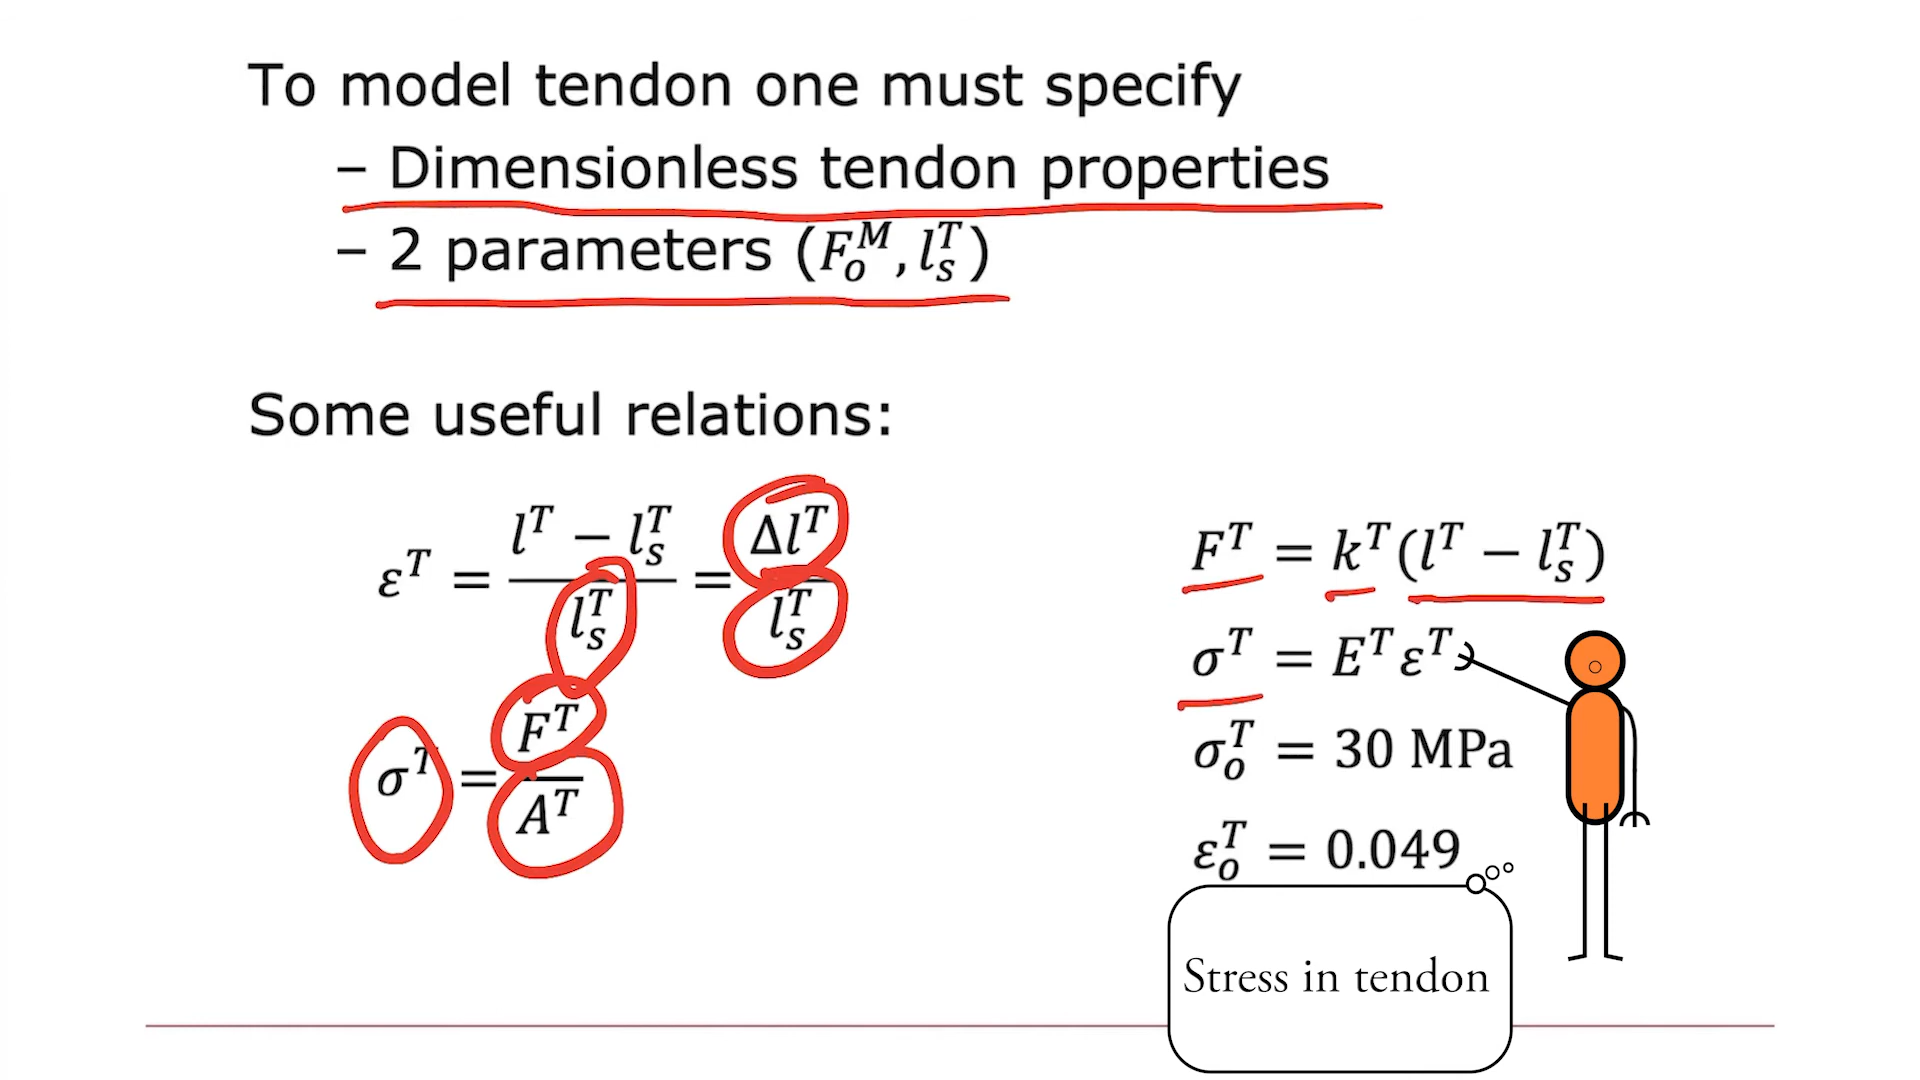 To model tendon one must specify
– Dimensionless tendon properties
– 2 parameters (F_o^M, l_s^T)
Some useful relations:
ε^T = (l^T − l_s^T) / l_s^T = Δl^T / l_s^T
σ^T = F^T / A^T
F^T = k^T(l^T − l_s^T)
σ^T = E^T ε^T
σ_o^T = 30 MPa
ε_o^T = 0.049
Stress in tendon